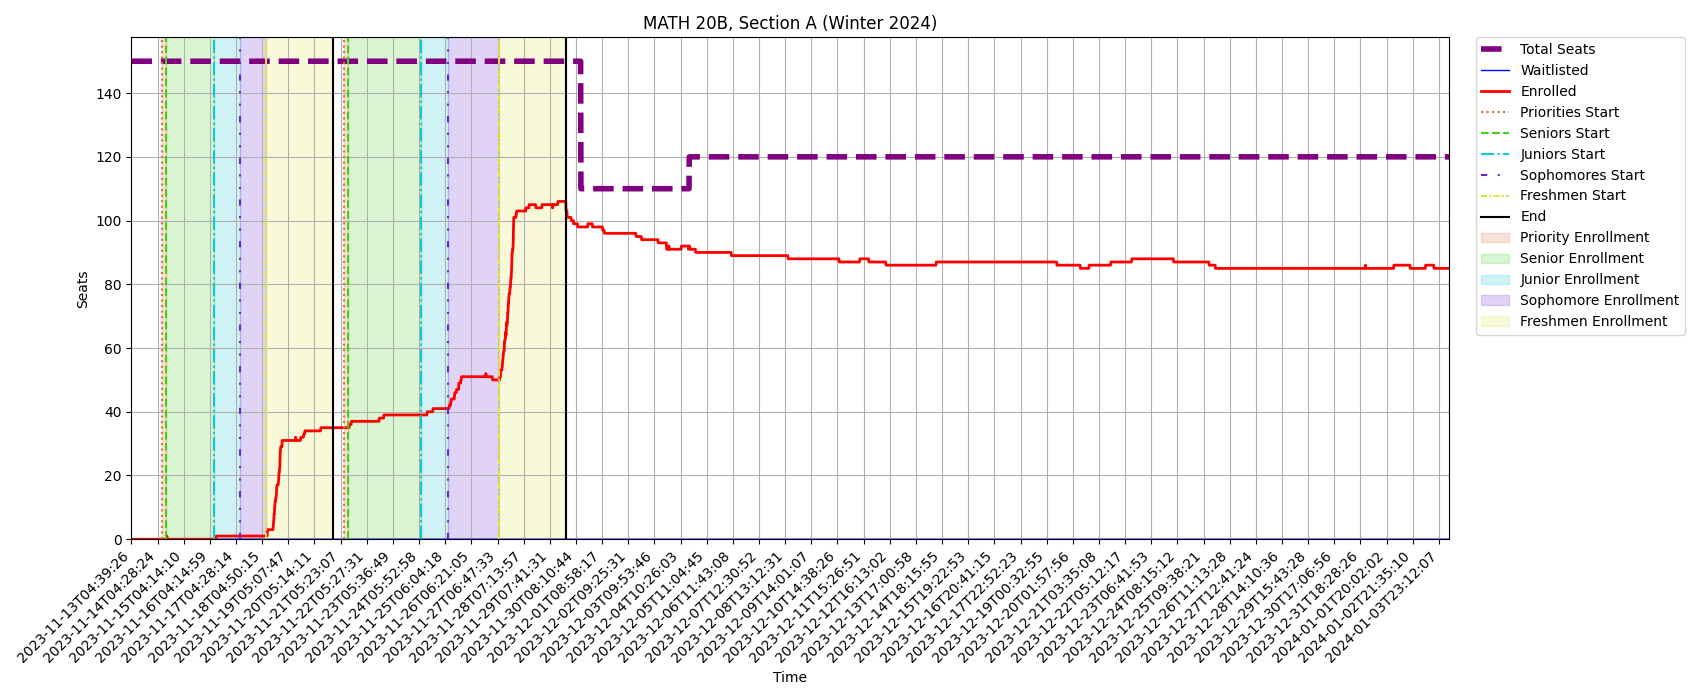 MATH 20B, Section A (Winter 2024)
Total Seats
Waitlisted
Enrolled
Priorities Start
Seniors Start
Juniors Start
Sophomores Start
Freshmen Start
End
Priority Enrollment
Senior Enrollment
Junior Enrollment
Sophomore Enrollment
Freshmen Enrollment
Seats
140
120
100
80
60
40
20
0
2023-11-13T04:39:26
2023-11-14T04:28:24
2023-11-15T04:14:10
2023-11-16T04:14:59
2023-11-17T04:28:14
2023-11-18T04:50:15
2023-11-19T05:07:47
2023-11-20T05:14:11
2023-11-21T05:23:07
2023-11-22T05:27:31
2023-11-23T05:36:49
2023-11-24T05:52:58
2023-11-26T06:04:18
2023-11-26T06:21:05
2023-11-27T06:47:33
2023-11-28T07:13:57
2023-11-29T07:41:31
2023-11-30T08:10:44
2023-12-01T08:58:17
2023-12-02T09:25:31
2023-12-03T09:53:46
2023-12-04T10:26:03
2023-12-05T11:04:45
2023-12-06T11:43:08
2023-12-07T12:30:52
2023-12-08T13:12:31
2023-12-09T14:01:07
2023-12-10T14:38:26
2023-12-11T15:26:51
2023-12-12T16:13:02
2023-12-13T17:00:58
2023-12-14T18:15:55
2023-12-15T19:22:53
2023-12-16T20:41:15
2023-12-17T22:52:23
2023-12-19T00:32:55
2023-12-20T01:57:56
2023-12-21T03:35:08
2023-12-22T05:12:17
2023-12-23T06:41:53
2023-12-24T08:15:12
2023-12-25T09:38:21
2023-12-26T11:13:28
2023-12-27T12:41:24
2023-12-28T14:10:36
2023-12-29T15:43:28
2023-12-30T17:06:56
2023-12-31T18:28:26
2024-01-01T20:02:02
2024-01-02T21:35:10
2024-01-03T23:12:07
Time